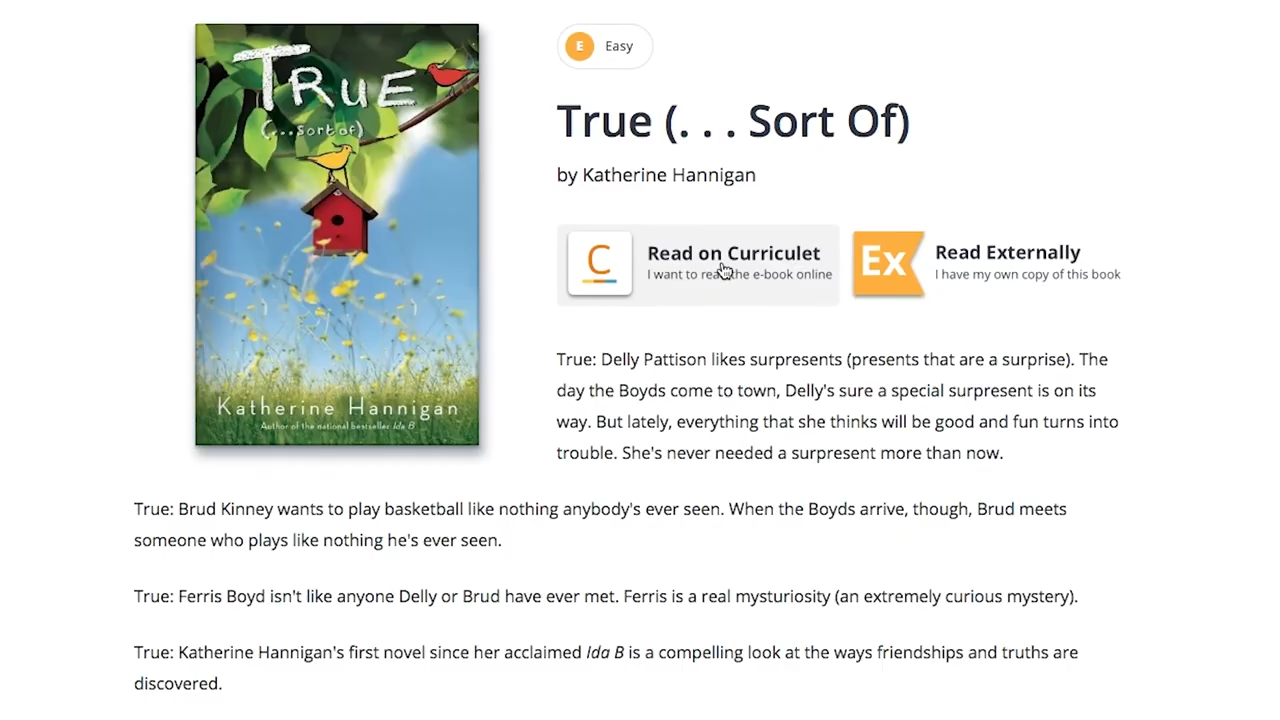 TRUE
(...sort of)
Katherine Hannigan
Author of the national bestseller Ida B
E Easy
True (. . . Sort Of)
by Katherine Hannigan
C
Read on Curriculet
I want to read the e-book online
Ex
Read Externally
I have my own copy of this book
True: Delly Pattison likes surpresents (presents that are a surprise). The
day the Boyds come to town, Delly's sure a special surpresent is on its
way. But lately, everything that she thinks will be good and fun turns into
trouble. She's never needed a surpresent more than now.
True: Brud Kinney wants to play basketball like nothing anybody's ever seen. When the Boyds arrive, though, Brud meets
someone who plays like nothing he's ever seen.
True: Ferris Boyd isn't like anyone Delly or Brud have ever met. Ferris is a real mysturiosity (an extremely curious mystery).
True: Katherine Hannigan's first novel since her acclaimed Ida B is a compelling look at the ways friendships and truths are
discovered.